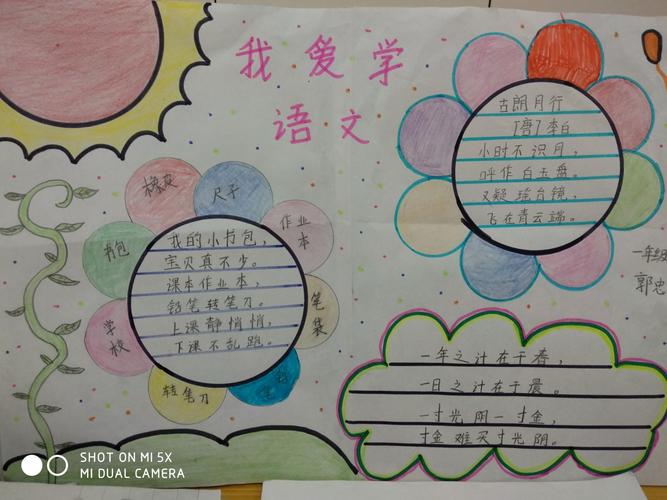 我爱学
语文
古朗月行
[唐]李白
小时不识月，
呼作白玉盘。
又疑瑶台镜，
飞在青云端。
一年级
郭忠
橡皮
尺子
作业
本
书包
笔
袋
学
校
转笔刀
我的小书包，
宝贝真不少。
课本作业本，
铅笔转笔刀。
上课静悄悄，
下课不乱跑。
一年之计在于春，
一日之计在于晨。
一寸光阴一寸金，
寸金难买寸光阴。
SHOT ON MI 5X
MI DUAL CAMERA